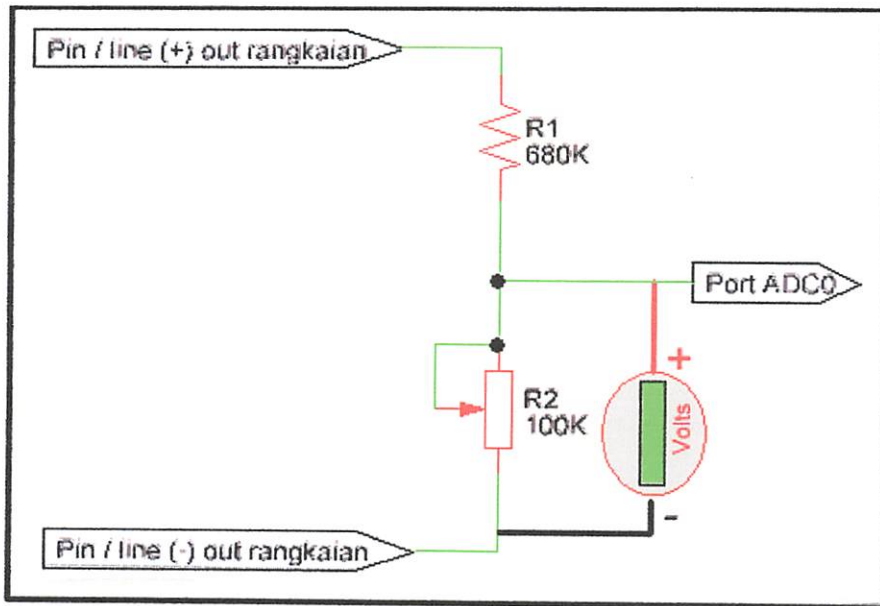 Pin / line (+) out rangkaian
R1
680K
Port ADC0
+
R2
100K
Volts
-
Pin / line (-) out rangkaian